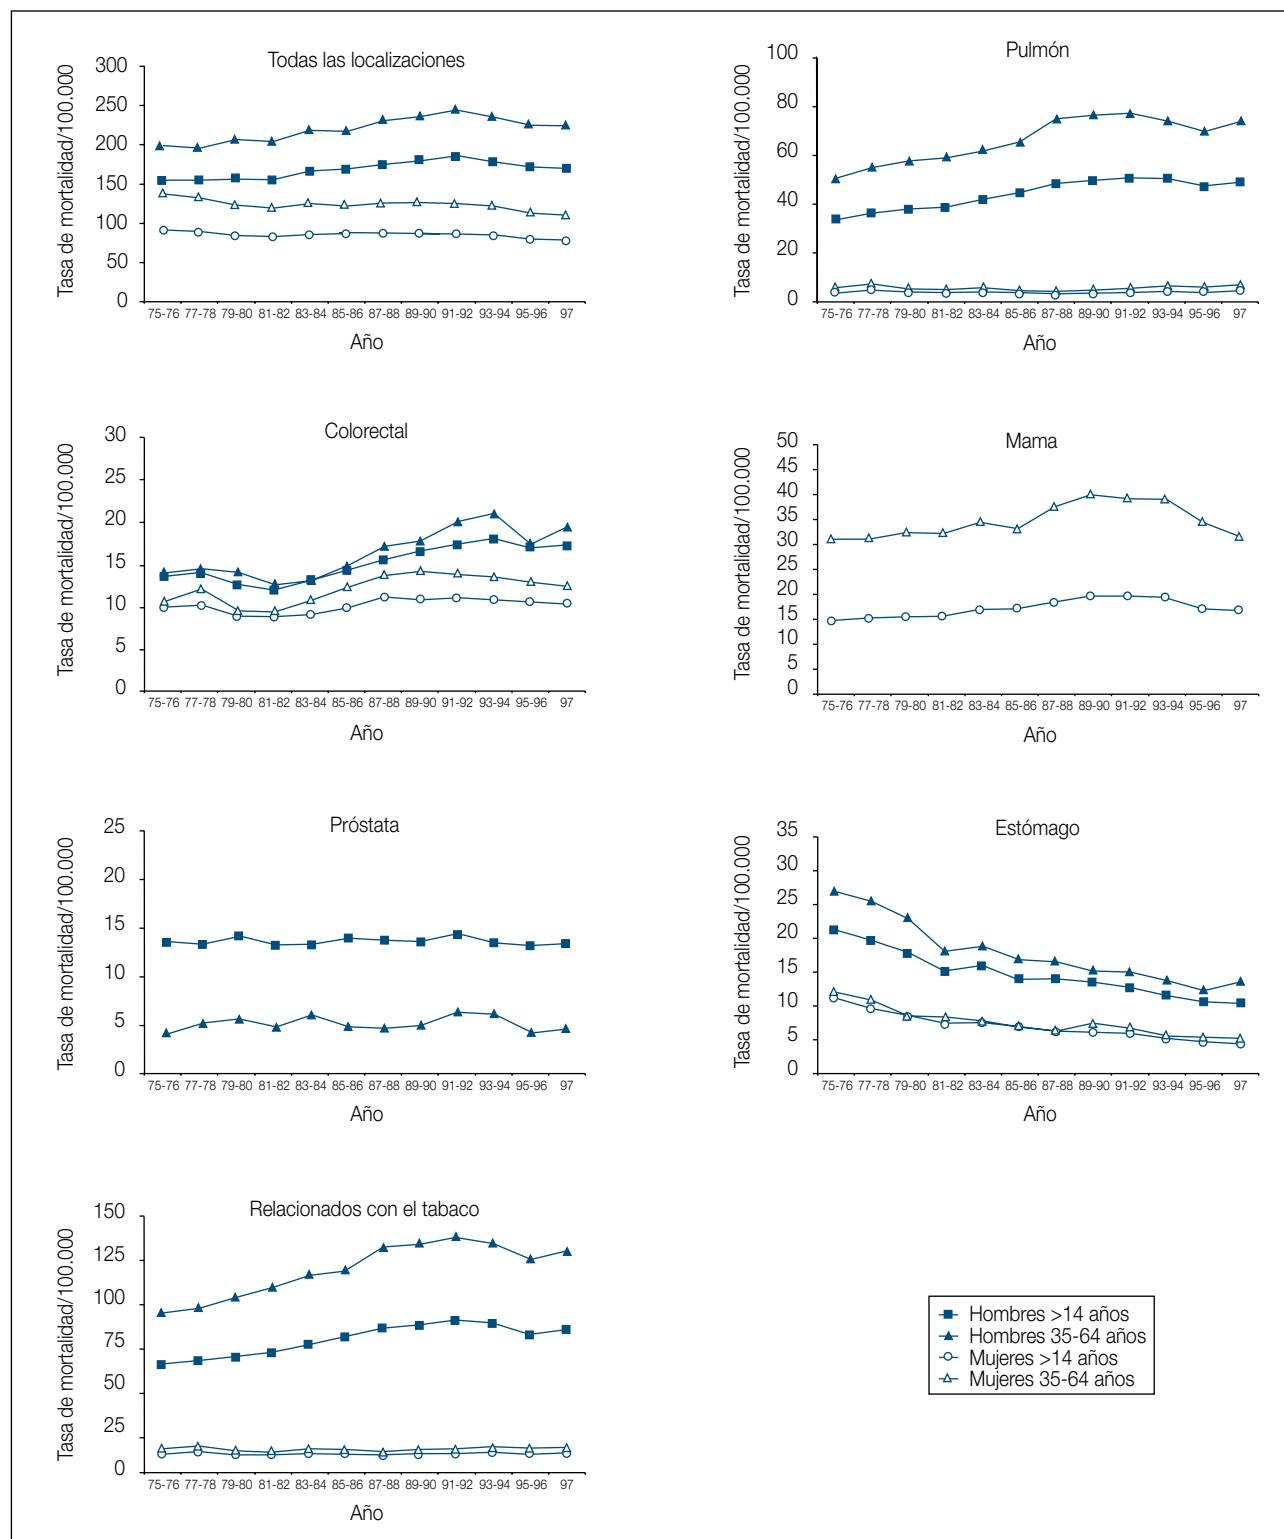 Todas las localizaciones
Tasa de mortalidad/100.000
300
250
200
150
100
50
0
75-76 77-78 79-80 81-82 83-84 85-86 87-88 89-90 91-92 93-94 95-96 97
Año
Pulmón
Tasa de mortalidad/100.000
100
80
60
40
20
0
75-76 77-78 79-80 81-82 83-84 85-86 87-88 89-90 91-92 93-94 95-96 97
Año
Colorectal
Tasa de mortalidad/100.000
30
25
20
15
10
5
0
75-76 77-78 79-80 81-82 83-84 85-86 87-88 89-90 91-92 93-94 95-96 97
Año
Mama
Tasa de mortalidad/100.000
50
45
40
35
30
25
20
15
10
5
0
75-76 77-78 79-80 81-82 83-84 85-86 87-88 89-90 91-92 93-94 95-96 97
Año
Próstata
Tasa de mortalidad/100.000
25
20
15
10
5
0
75-76 77-78 79-80 81-82 83-84 85-86 87-88 89-90 91-92 93-94 95-96 97
Año
Estómago
Tasa de mortalidad/100.000
35
30
25
20
15
10
5
0
75-76 77-78 79-80 81-82 83-84 85-86 87-88 89-90 91-92 93-94 95-96 97
Año
Relacionados con el tabaco
Tasa de mortalidad/100.000
150
125
100
75
50
25
0
75-76 77-78 79-80 81-82 83-84 85-86 87-88 89-90 91-92 93-94 95-96 97
Año
Hombres >14 años
Hombres 35-64 años
Mujeres >14 años
Mujeres 35-64 años